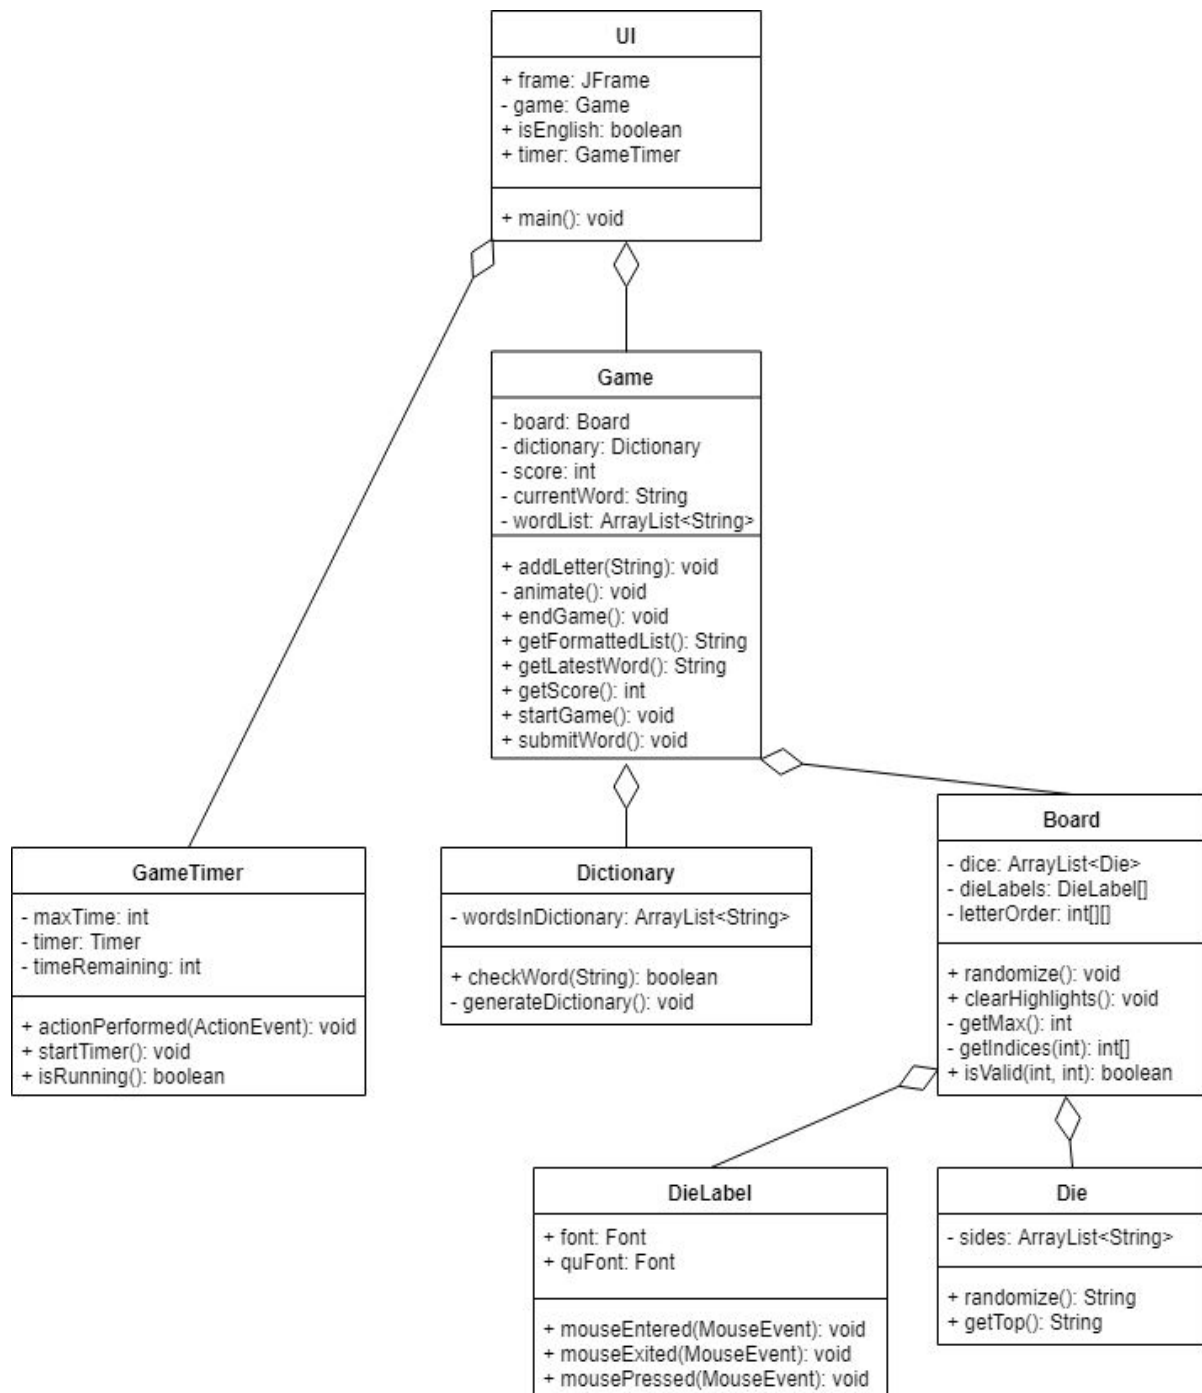 UI
+ frame: JFrame
- game: Game
+ isEnglish: boolean
+ timer: GameTimer
+ main(): void
Game
- board: Board
- dictionary: Dictionary
- score: int
- currentWord: String
- wordList: ArrayList<String>
+ addLetter(String): void
- animate(): void
+ endGame(): void
+ getFormattedList(): String
+ getLatestWord(): String
+ getScore(): int
+ startGame(): void
+ submitWord(): void
GameTimer
- maxTime: int
- timer: Timer
- timeRemaining: int
+ actionPerformed(ActionEvent): void
+ startTimer(): void
+ isRunning(): boolean
Dictionary
- wordsInDictionary: ArrayList<String>
+ checkWord(String): boolean
- generateDictionary(): void
Board
- dice: ArrayList<Die>
- dieLabels: DieLabel[]
- letterOrder: int[][]
+ randomize(): void
+ clearHighlights(): void
- getMax(): int
- getIndices(int): int[]
+ isValid(int, int): boolean
DieLabel
+ font: Font
+ quFont: Font
+ mouseEntered(MouseEvent): void
+ mouseExited(MouseEvent): void
+ mousePressed(MouseEvent): void
Die
- sides: ArrayList<String>
+ randomize(): String
+ getTop(): String